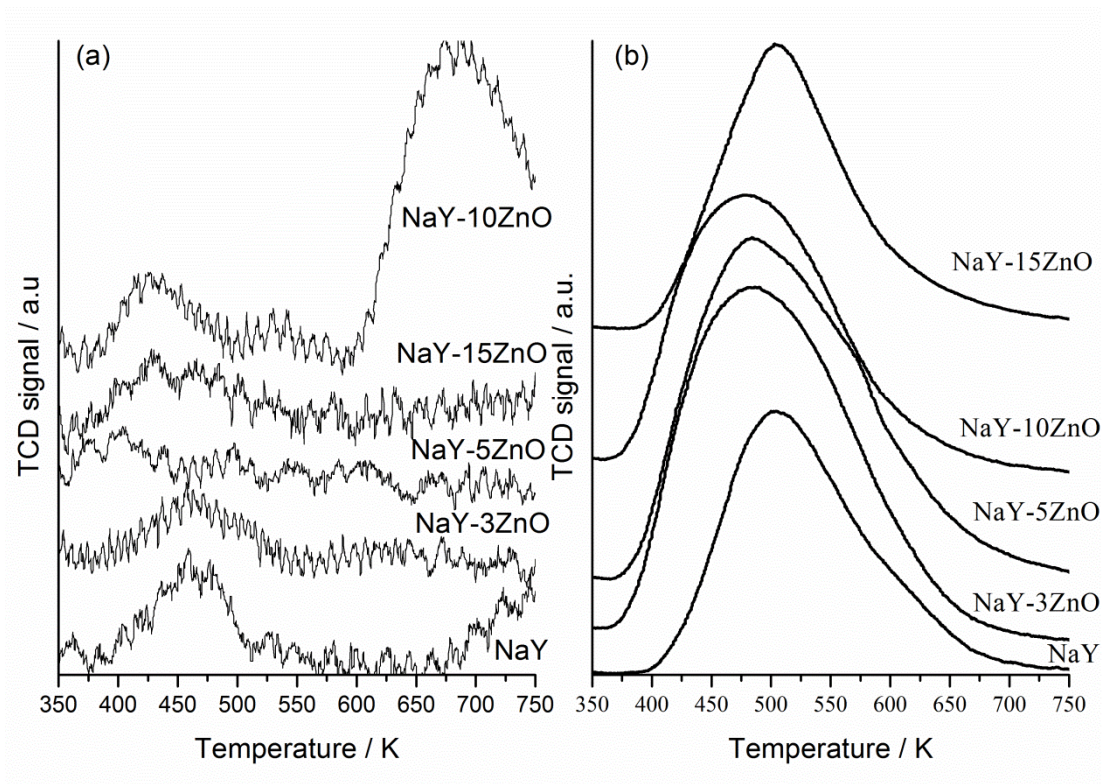 (a)
NaY-10ZnO
NaY-15ZnO
NaY-5ZnO
NaY-3ZnO
NaY
TCD signal / a.u
350 400 450 500 550 600 650 700 750
Temperature / K
(b)
NaY-15ZnO
NaY-10ZnO
NaY-5ZnO
NaY-3ZnO
NaY
TCD signal / a.u.
350 400 450 500 550 600 650 700 750
Temperature / K